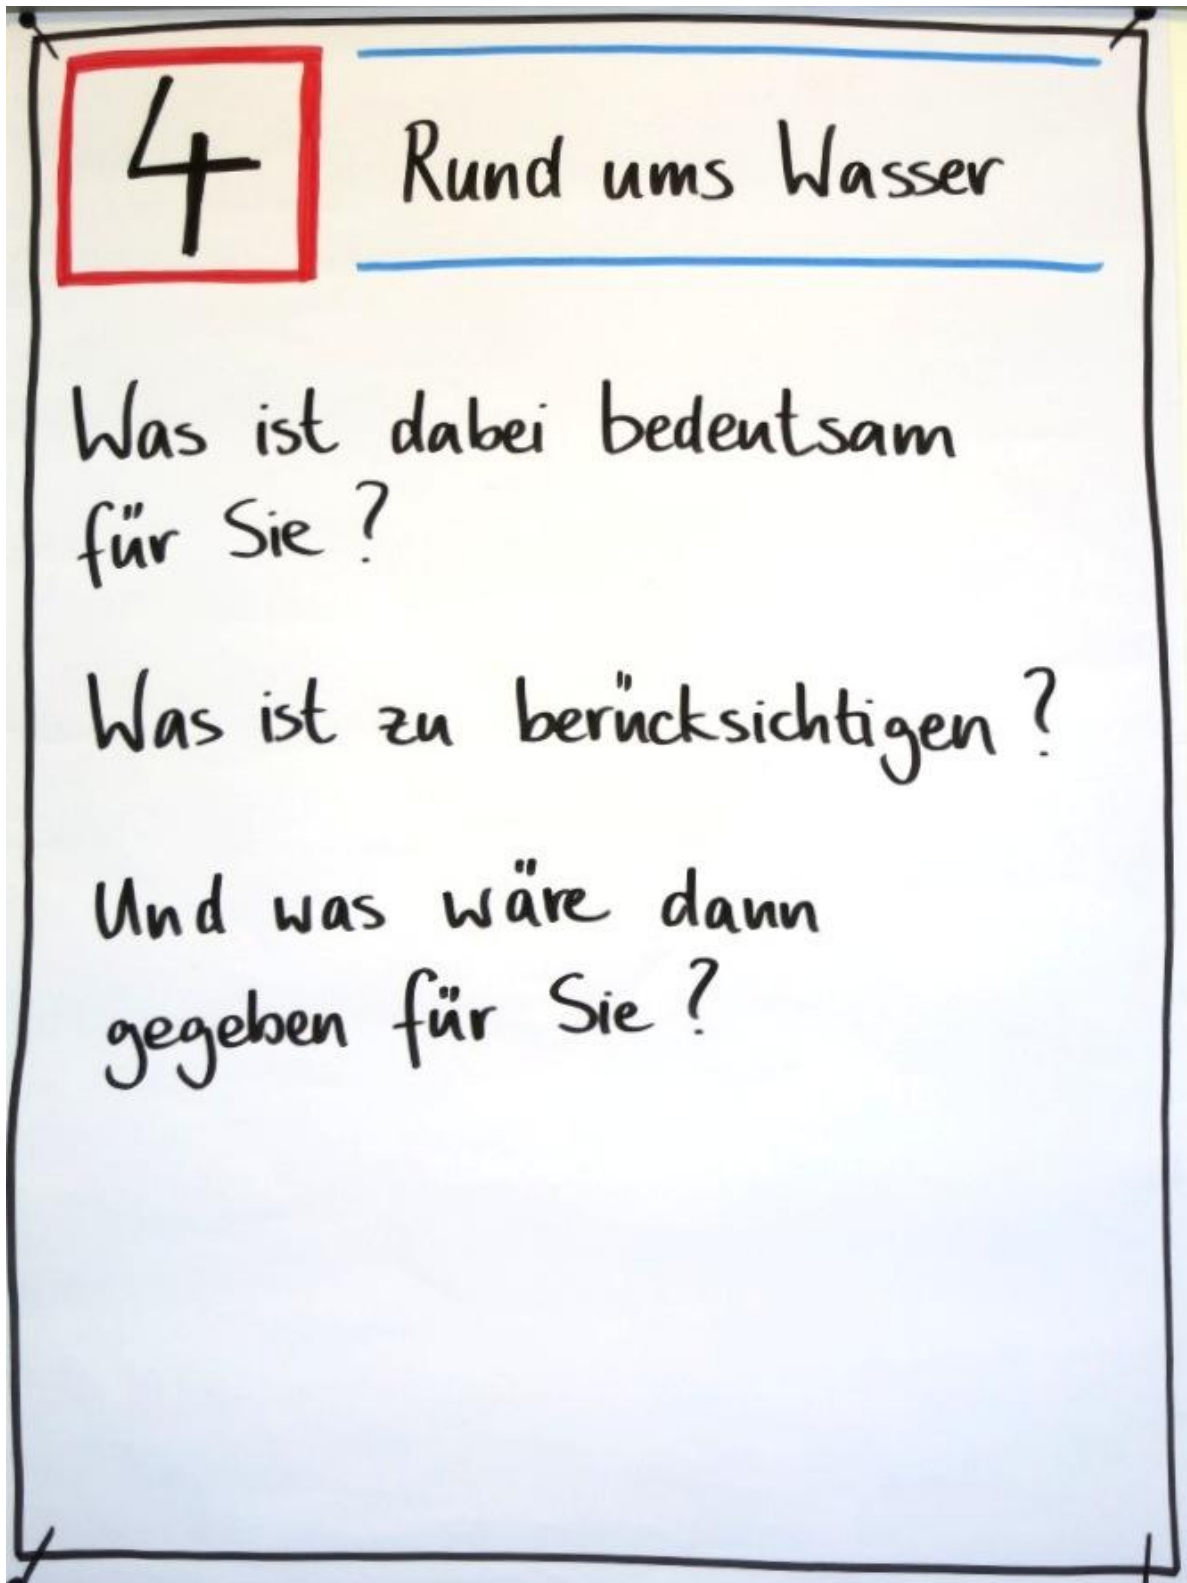 4
Rund ums Wasser
Was ist dabei bedeutsam
für Sie?
Was ist zu berücksichtigen?
Und was wäre dann
gegeben für Sie?